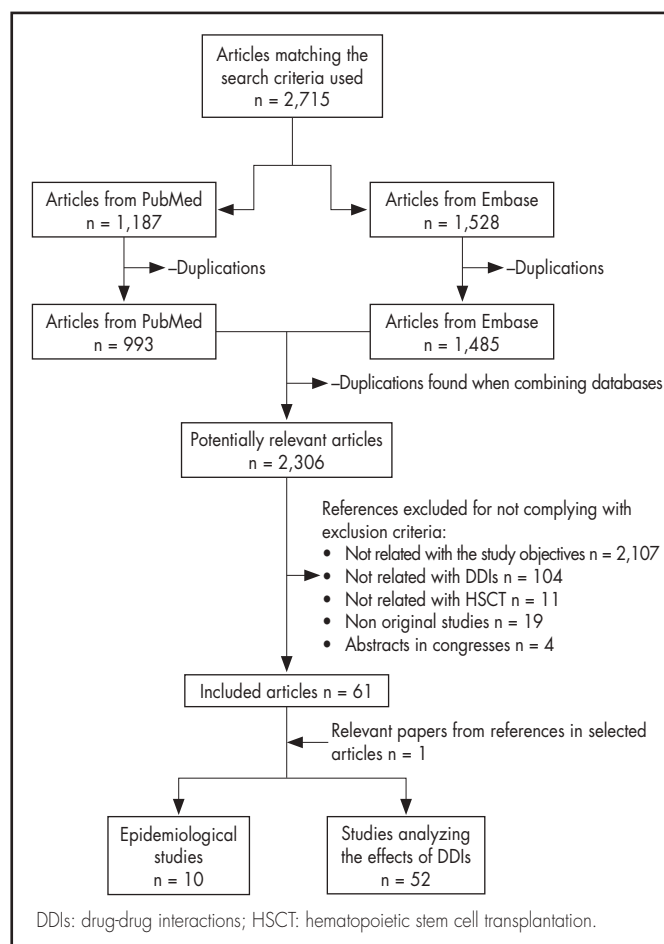 Articles matching the
search criteria used
n = 2,715
Articles from PubMed
n = 1,187
Articles from Embase
n = 1,528
–Duplications
–Duplications
Articles from PubMed
n = 993
Articles from Embase
n = 1,485
–Duplications found when combining databases
Potentially relevant articles
n = 2,306
References excluded for not complying with
exclusion criteria:
• Not related with the study objectives n = 2,107
• Not related with DDIs n = 104
• Not related with HSCT n = 11
• Non original studies n = 19
• Abstracts in congresses n = 4
Included articles n = 61
Relevant papers from references in selected
articles n = 1
Epidemiological
studies
n = 10
Studies analyzing
the effects of DDIs
n = 52
DDIs: drug-drug interactions; HSCT: hematopoietic stem cell transplantation.